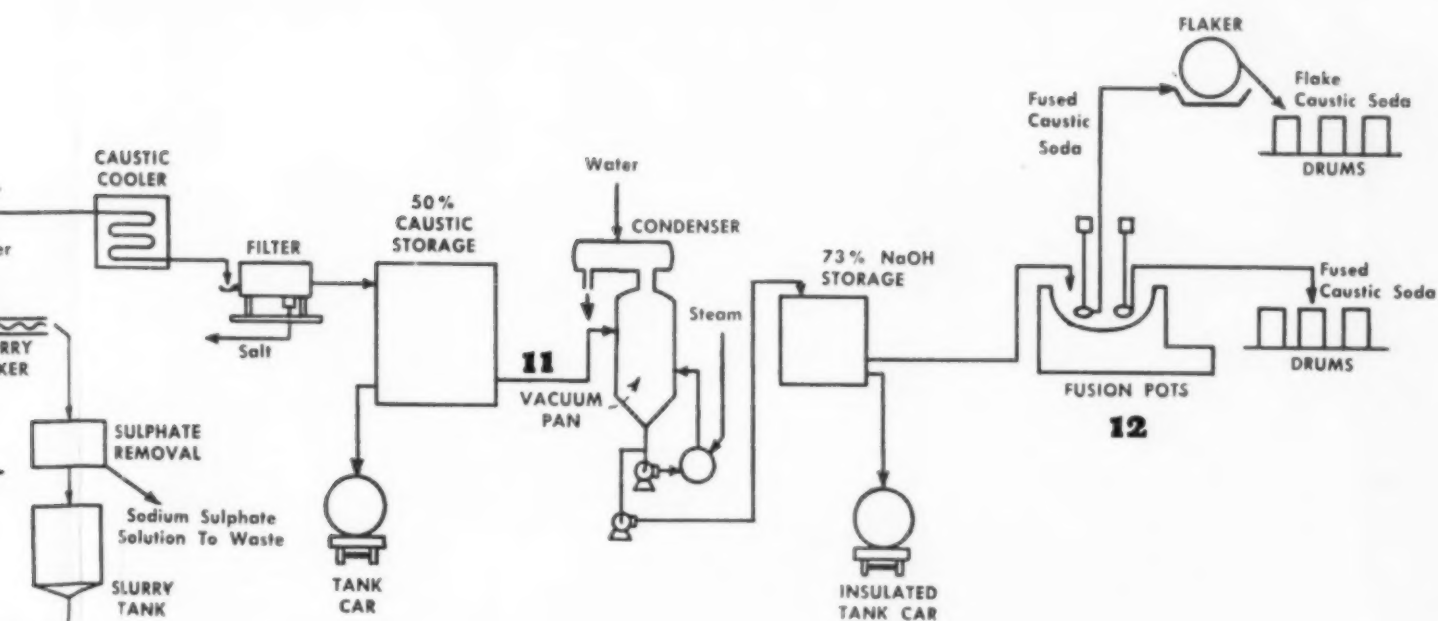 FLAKER
Flake
Caustic Soda
DRUMS
Fused
Caustic
Soda
CAUSTIC
COOLER
Water
50%
CAUSTIC
STORAGE
CONDENSER
FILTER
73% NaOH
STORAGE
Fused
Caustic Soda
DRUMS
Steam
Salt
11
VACUUM
PAN
FUSION POTS
12
SULPHATE
REMOVAL
Sodium Sulphate
Solution To Waste
TANK
CAR
INSULATED
TANK CAR
SLURRY
TANK